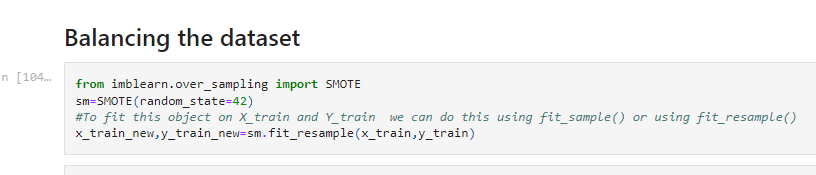 Balancing the dataset
n [104…
from imblearn.over_sampling import SMOTE
sm=SMOTE(random_state=42)
#To fit this object on X_train and Y_train  we can do this using fit_sample() or using fit_resample()
x_train_new,y_train_new=sm.fit_resample(x_train,y_train)